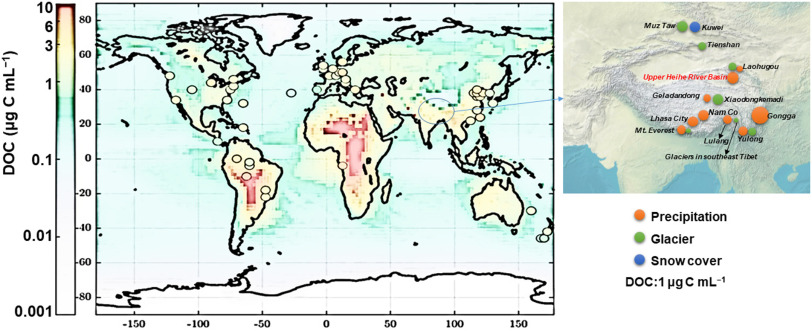 DOC (μg C mL⁻¹)
10
6
3
1
0.1
0.01
0.001
80
60
40
20
0
-20
-40
-60
-80
-150 -100 -50 0 50 100 150
Muz Taw
Kuwei
Tienshan
Laohugou
Upper Heihe River Basin
Geladandong
Xiaodongkemadi
Nam Co
Gongga
Lhasa City
Mt. Everest
Lulang
Yulong
Glaciers in southeast Tibet
Precipitation
Glacier
Snow cover
DOC:1 μg C mL⁻¹